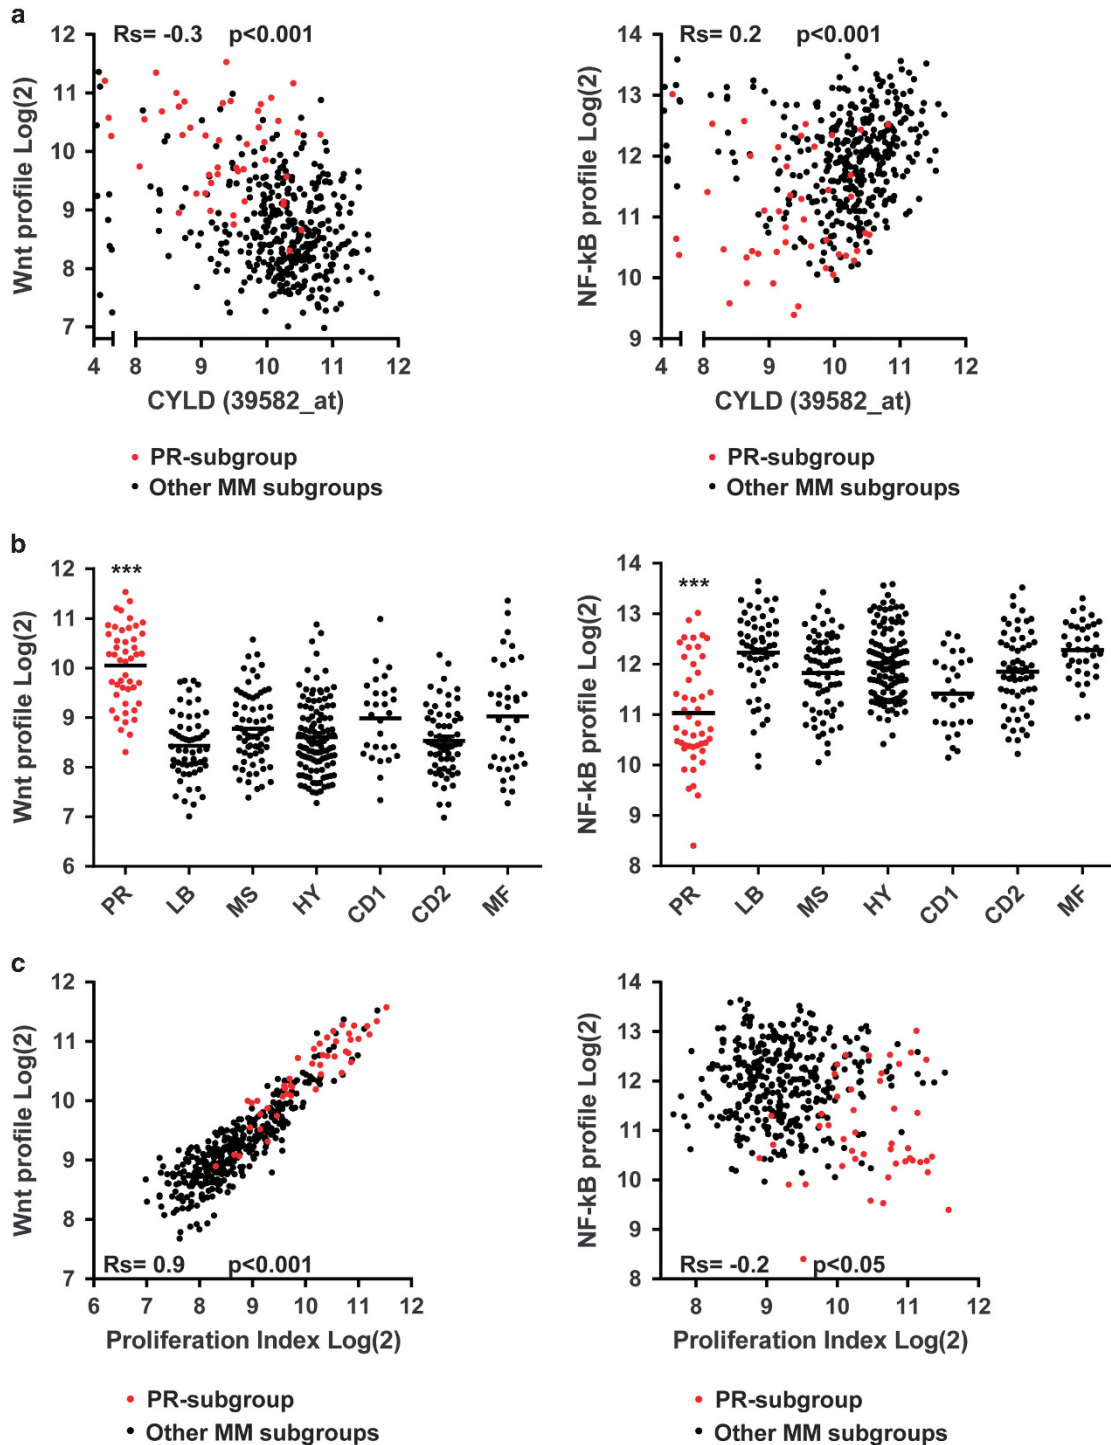 a
Rs= -0.3 p<0.001
Wnt profile Log(2)
12
11
10
9
8
7
4 8 9 10 11 12
CYLD (39582_at)
PR-subgroup
Other MM subgroups
Rs= 0.2 p<0.001
NF-kB profile Log(2)
14
13
12
11
10
9
4 8 9 10 11 12
CYLD (39582_at)
PR-subgroup
Other MM subgroups
b
Wnt profile Log(2)
12
11
10
9
8
7
6
***
PR LB MS HY CD1 CD2 MF
NF-kB profile Log(2)
14
13
12
11
10
9
8
***
PR LB MS HY CD1 CD2 MF
c
Wnt profile Log(2)
12
11
10
9
8
7
Rs= 0.9 p<0.001
6 7 8 9 10 11 12
Proliferation Index Log(2)
PR-subgroup
Other MM subgroups
NF-kB profile Log(2)
14
13
12
11
10
9
8
Rs= -0.2 p<0.05
8 9 10 11 12
Proliferation Index Log(2)
PR-subgroup
Other MM subgroups